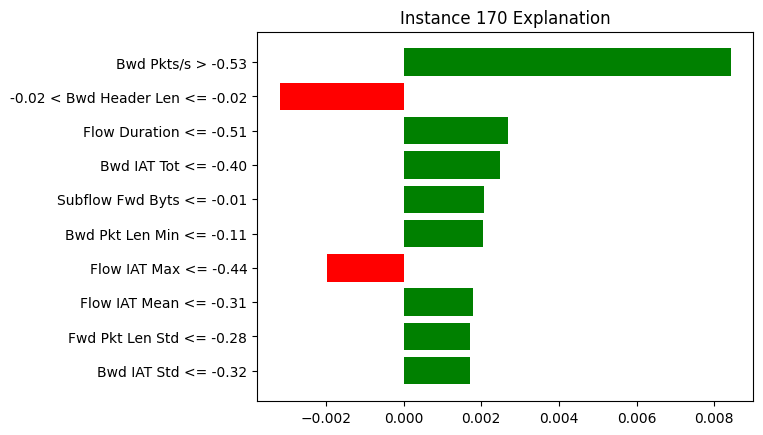 Instance 170 Explanation
Bwd Pkts/s > -0.53
-0.02 < Bwd Header Len <= -0.02
Flow Duration <= -0.51
Bwd IAT Tot <= -0.40
Subflow Fwd Byts <= -0.01
Bwd Pkt Len Min <= -0.11
Flow IAT Max <= -0.44
Flow IAT Mean <= -0.31
Fwd Pkt Len Std <= -0.28
Bwd IAT Std <= -0.32
−0.002 0.000 0.002 0.004 0.006 0.008